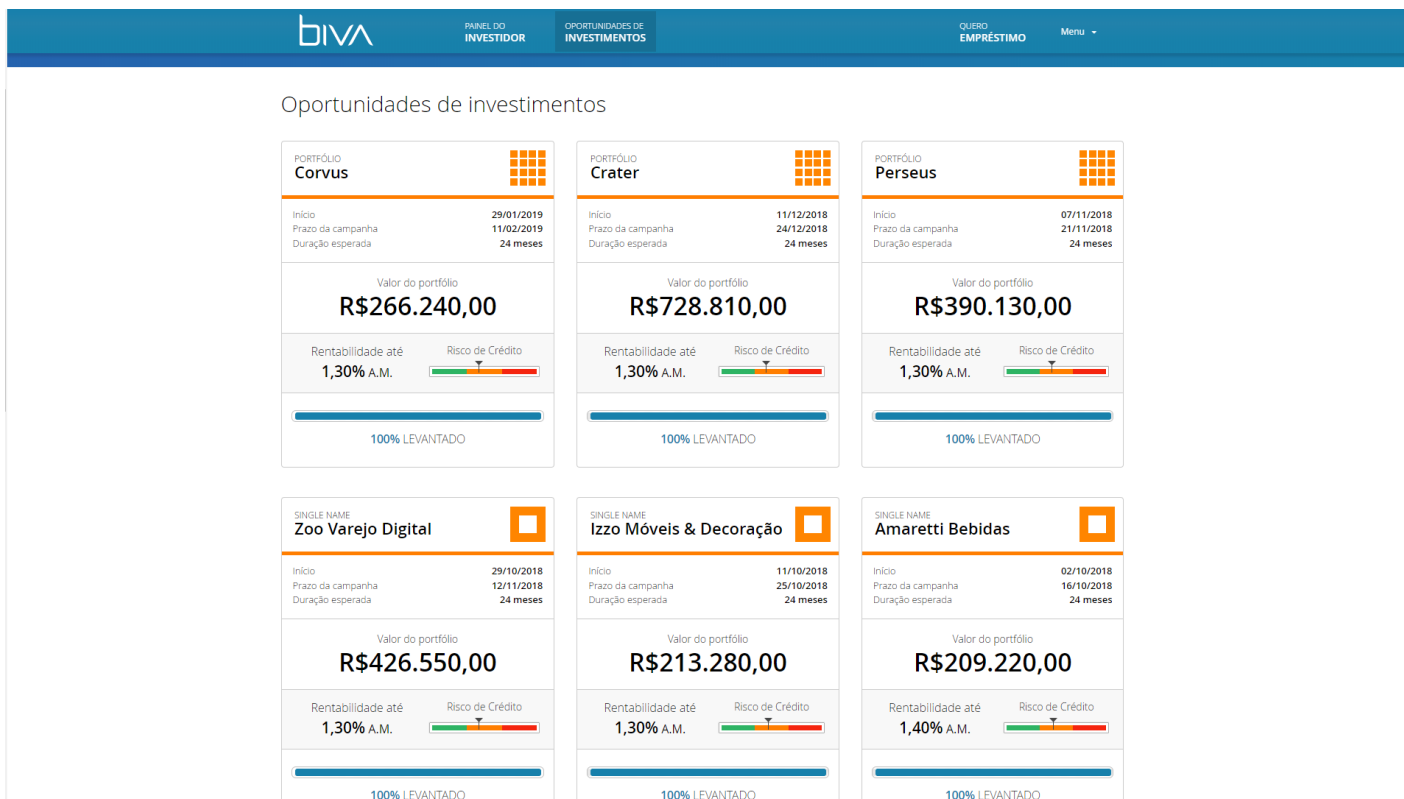 biva
PAINEL DO
INVESTIDOR
OPORTUNIDADES DE
INVESTIMENTOS
QUERO
EMPRÉSTIMO
Menu
Oportunidades de investimentos
PORTFÓLIO
Corvus
Início 29/01/2019
Prazo da campanha 11/02/2019
Duração esperada 24 meses
Valor do portfólio
R$266.240,00
Rentabilidade até
1,30% A.M.
Risco de Crédito
100% LEVANTADO
PORTFÓLIO
Crater
Início 11/12/2018
Prazo da campanha 24/12/2018
Duração esperada 24 meses
Valor do portfólio
R$728.810,00
Rentabilidade até
1,30% A.M.
Risco de Crédito
100% LEVANTADO
PORTFÓLIO
Perseus
Início 07/11/2018
Prazo da campanha 21/11/2018
Duração esperada 24 meses
Valor do portfólio
R$390.130,00
Rentabilidade até
1,30% A.M.
Risco de Crédito
100% LEVANTADO
SINGLE NAME
Zoo Varejo Digital
Início 29/10/2018
Prazo da campanha 12/11/2018
Duração esperada 24 meses
Valor do portfólio
R$426.550,00
Rentabilidade até
1,30% A.M.
Risco de Crédito
100% LEVANTADO
SINGLE NAME
Izzo Móveis & Decoração
Início 11/10/2018
Prazo da campanha 25/10/2018
Duração esperada 24 meses
Valor do portfólio
R$213.280,00
Rentabilidade até
1,30% A.M.
Risco de Crédito
100% LEVANTADO
SINGLE NAME
Amaretti Bebidas
Início 02/10/2018
Prazo da campanha 16/10/2018
Duração esperada 24 meses
Valor do portfólio
R$209.220,00
Rentabilidade até
1,40% A.M.
Risco de Crédito
100% LEVANTADO